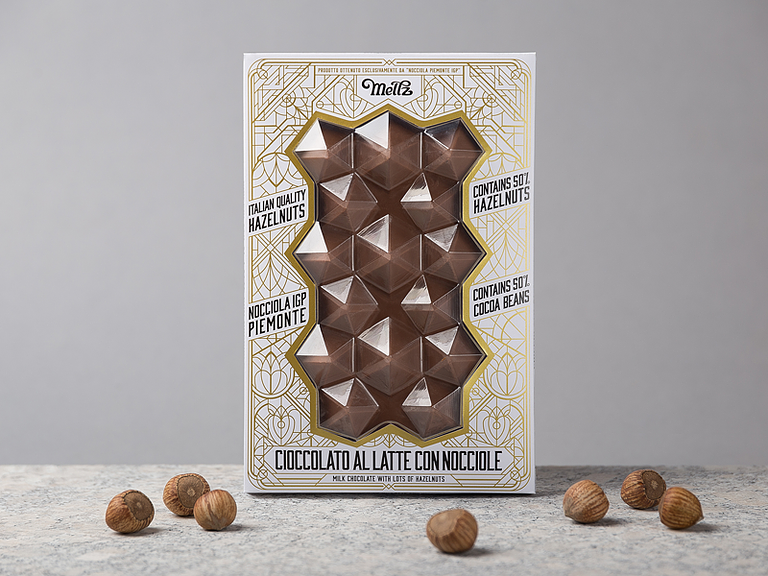 PRODOTTO OTTENUTO ESCLUSIVAMENTE DA "NOCCIOLA PIEMONTE IGP"
Mellz
ITALIAN QUALITY
HAZELNUTS
CONTAINS 50%
HAZELNUTS
NOCCIOLA IGP
PIEMONTE
CONTAINS 50%
COCOA BEANS
CIOCCOLATO AL LATTE CON NOCCIOLE
MILK CHOCOLATE WITH LOTS OF HAZELNUTS